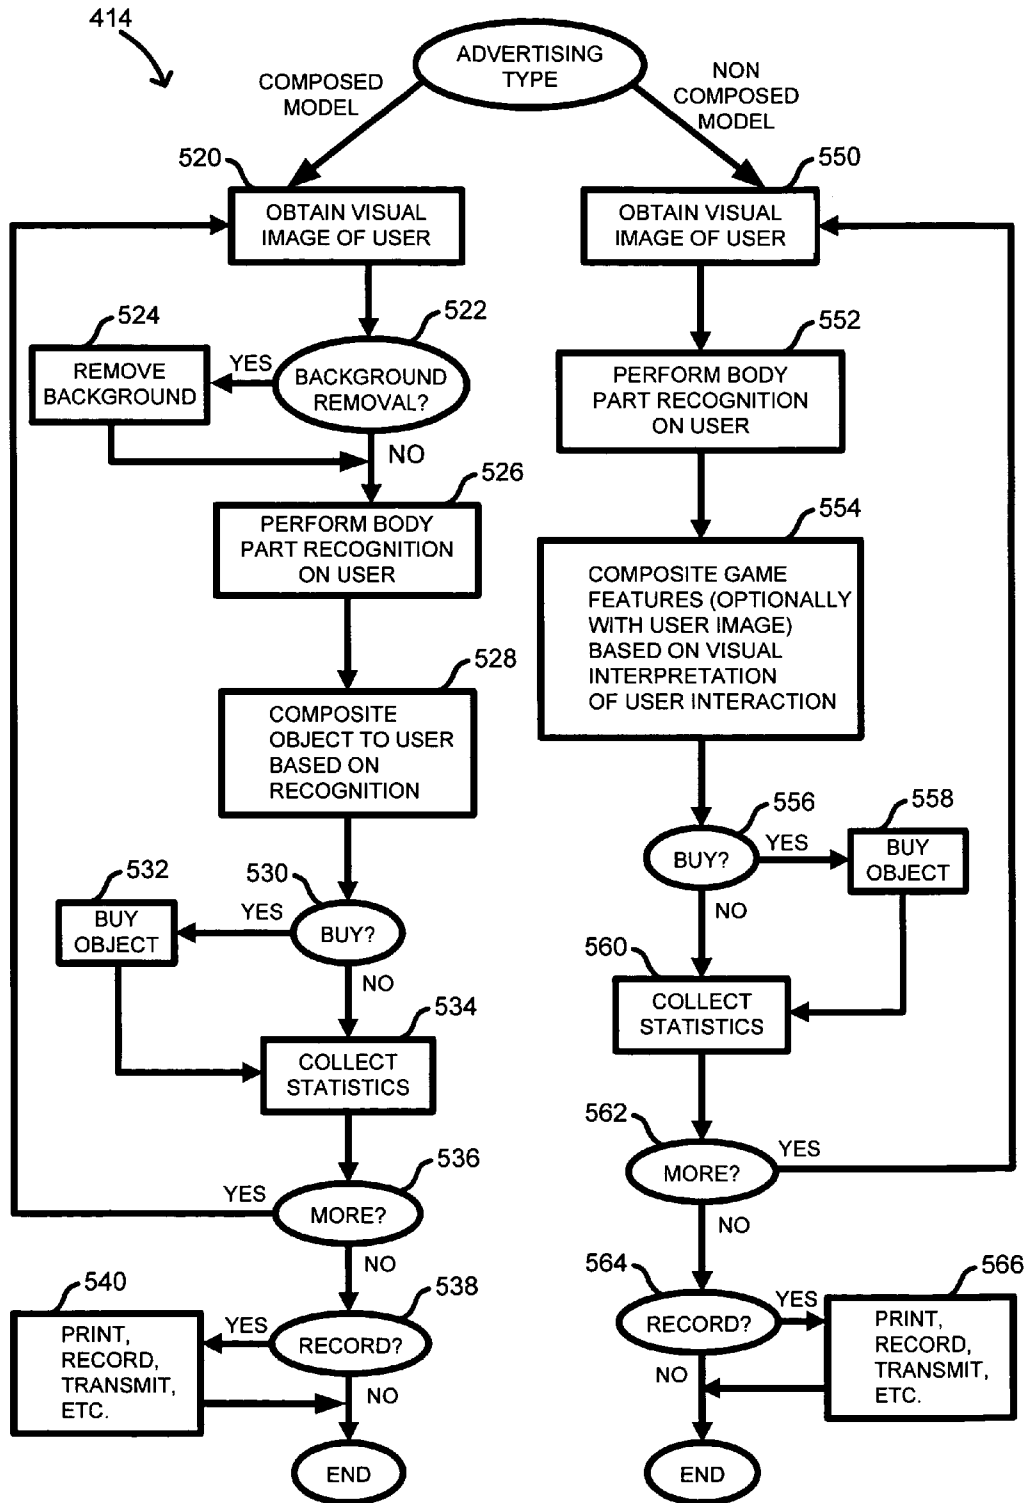 414
ADVERTISING
TYPE
COMPOSED
MODEL
NON
COMPOSED
MODEL
520
OBTAIN VISUAL
IMAGE OF USER
522
BACKGROUND
REMOVAL?
YES
524
REMOVE
BACKGROUND
NO
526
PERFORM BODY
PART RECOGNITION
ON USER
528
COMPOSITE
OBJECT TO USER
BASED ON
RECOGNITION
530
BUY?
YES
532
BUY
OBJECT
NO
534
COLLECT
STATISTICS
536
MORE?
YES
NO
538
RECORD?
YES
540
PRINT,
RECORD,
TRANSMIT,
ETC.
NO
END
550
OBTAIN VISUAL
IMAGE OF USER
552
PERFORM BODY
PART RECOGNITION
ON USER
554
COMPOSITE GAME
FEATURES (OPTIONALLY
WITH USER IMAGE)
BASED ON VISUAL
INTERPRETATION
OF USER INTERACTION
556
BUY?
YES
558
BUY
OBJECT
NO
560
COLLECT
STATISTICS
562
MORE?
YES
NO
564
RECORD?
YES
566
PRINT,
RECORD,
TRANSMIT,
ETC.
NO
END